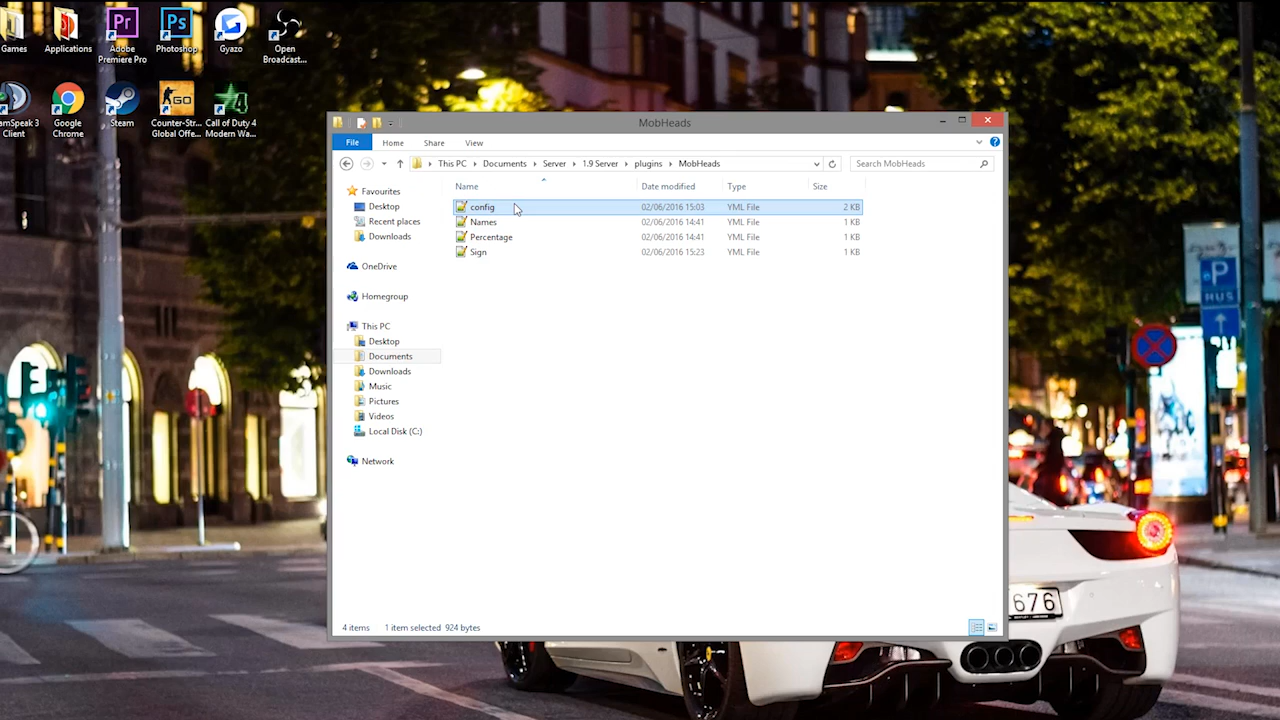 Games
Applications
Adobe
Premiere Pro
Photoshop
Gyazo
Open
Broadcast...
amSpeak 3
Client
Google
Chrome
Steam
Counter-Str...
Global Offe...
Call of Duty 4
Modern Wa...
Pr
Ps
GO
4
MobHeads
File
Home
Share
View
This PC
Documents
Server
1.9 Server
plugins
MobHeads
Search MobHeads
Name
Date modified
Type
Size
config 02/06/2016 15:03 YML File 2 KB
Names 02/06/2016 14:41 YML File 1 KB
Percentage 02/06/2016 14:41 YML File 1 KB
Sign 02/06/2016 15:23 YML File 1 KB
Favourites
Desktop
Recent places
Downloads
OneDrive
Homegroup
This PC
Desktop
Documents
Downloads
Music
Pictures
Videos
Local Disk (C:)
Network
4 items 1 item selected 924 bytes
P
HUS
676